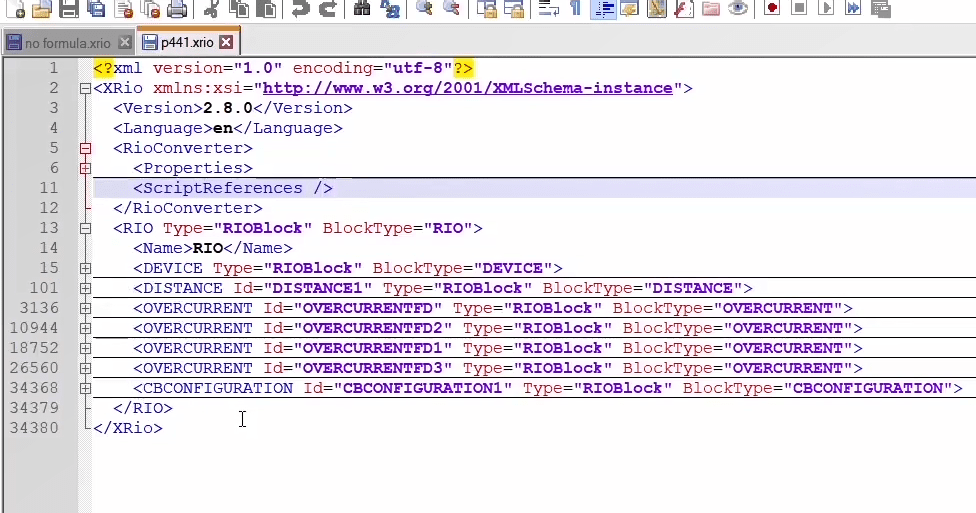 no formula.xrio p441.xrio
1 <?xml version="1.0" encoding="utf-8"?>
2 <XRio xmlns:xsi="http://www.w3.org/2001/XMLSchema-instance">
3 <Version>2.8.0</Version>
4 <Language>en</Language>
5 <RioConverter>
6 <Properties>
11 <ScriptReferences />
12 </RioConverter>
13 <RIO Type="RIOBlock" BlockType="RIO">
14 <Name>RIO</Name>
15 <DEVICE Type="RIOBlock" BlockType="DEVICE">
101 <DISTANCE Id="DISTANCE1" Type="RIOBlock" BlockType="DISTANCE">
3136 <OVERCURRENT Id="OVERCURRENTFD" Type="RIOBlock" BlockType="OVERCURRENT">
10944 <OVERCURRENT Id="OVERCURRENTFD2" Type="RIOBlock" BlockType="OVERCURRENT">
18752 <OVERCURRENT Id="OVERCURRENTFD1" Type="RIOBlock" BlockType="OVERCURRENT">
26560 <OVERCURRENT Id="OVERCURRENTFD3" Type="RIOBlock" BlockType="OVERCURRENT">
34368 <CBCONFIGURATION Id="CBCONFIGURATION1" Type="RIOBlock" BlockType="CBCONFIGURATION">
34379 </RIO>
34380 </XRio>